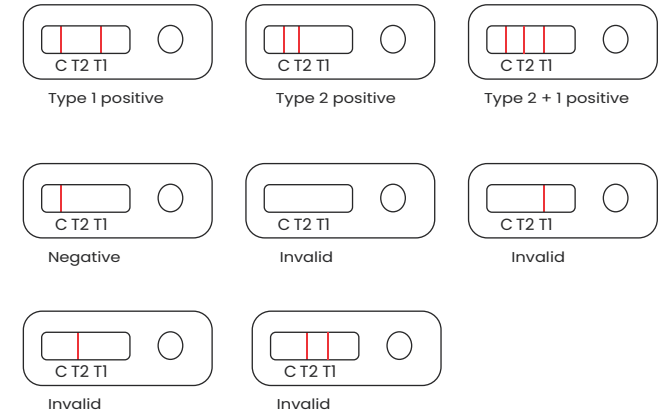 C T2 T1
C T2 T1
C T2 T1
Type 1 positive
Type 2 positive
Type 2 + 1 positive
C T2 T1
C T2 T1
C T2 T1
Negative
Invalid
Invalid
C T2 T1
C T2 T1
Invalid
Invalid